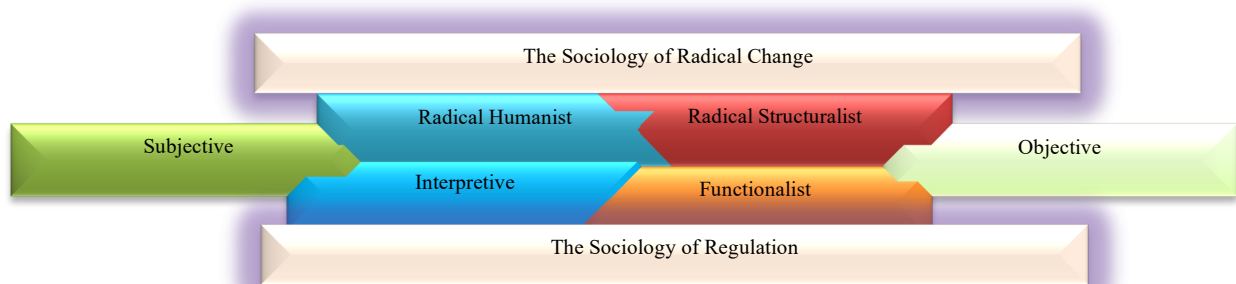 The Sociology of Radical Change
Radical Humanist
Radical Structuralist
Subjective
Objective
Interpretive
Functionalist
The Sociology of Regulation